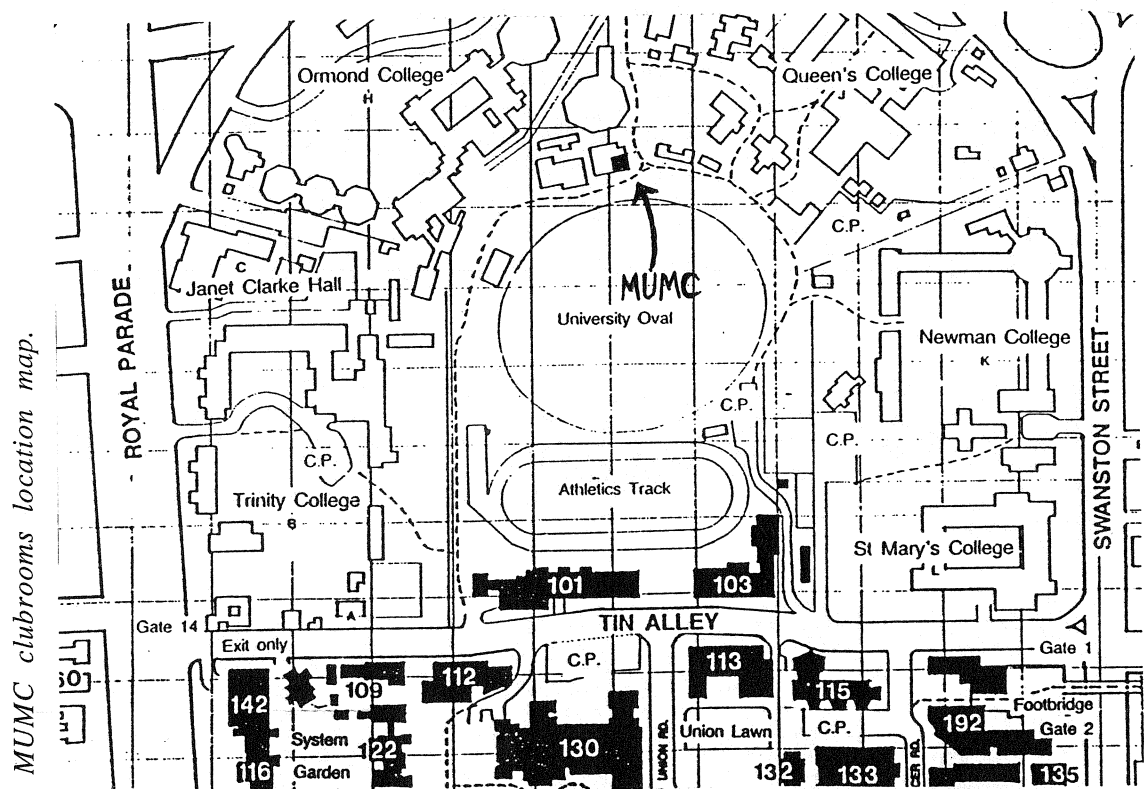 MUMC clubrooms location map.
Ormond College
H
Queen's College
J
C.P.
C
Janet Clarke Hall
MUMC
University Oval
Newman College
K
ROYAL PARADE
SWANSTON STREET
C.P.
C.P.
C.P.
Trinity College
B
Athletics Track
St Mary's College
L
101
103
A
TIN ALLEY
Gate 14
Exit only
Gate 1
C.P.
113
112
109
115
142
Footbridge
192
Gate 2
Union Lawn
C.P.
System
Garden
122
130
UNION RD.
CER RD.
116
132
133
135